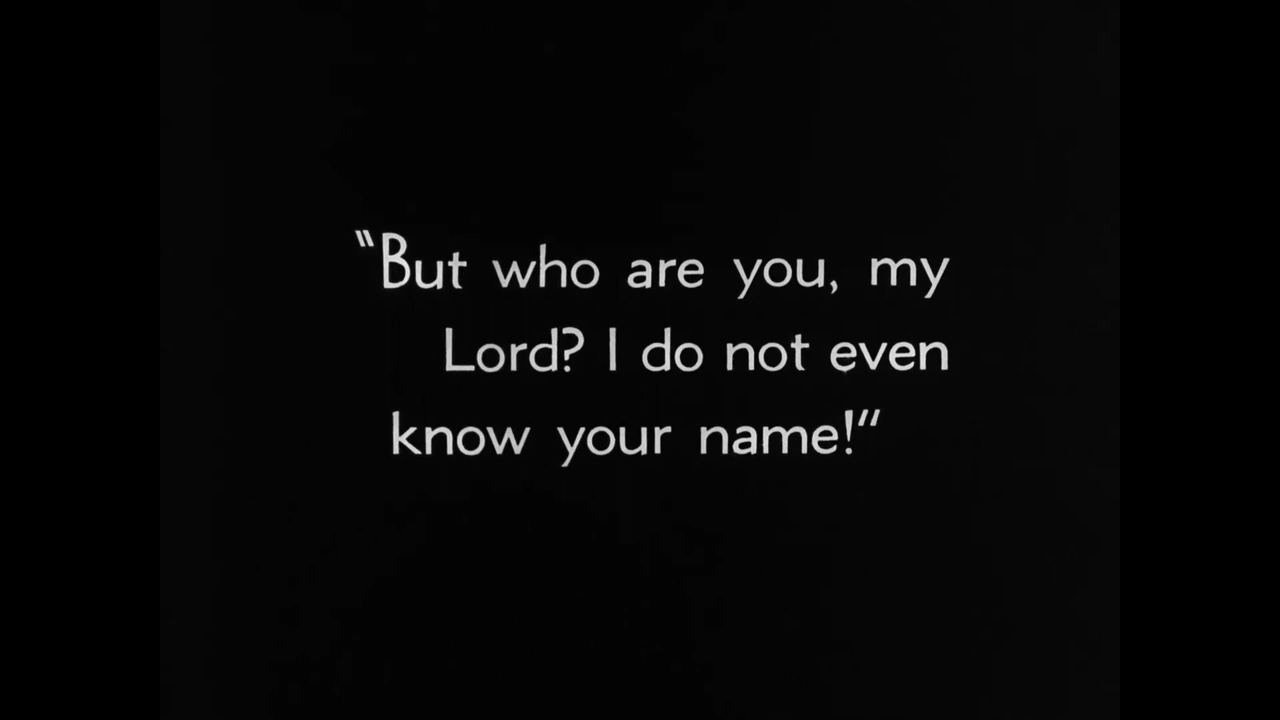 “But who are you, my
Lord? I do not even
know your name!”